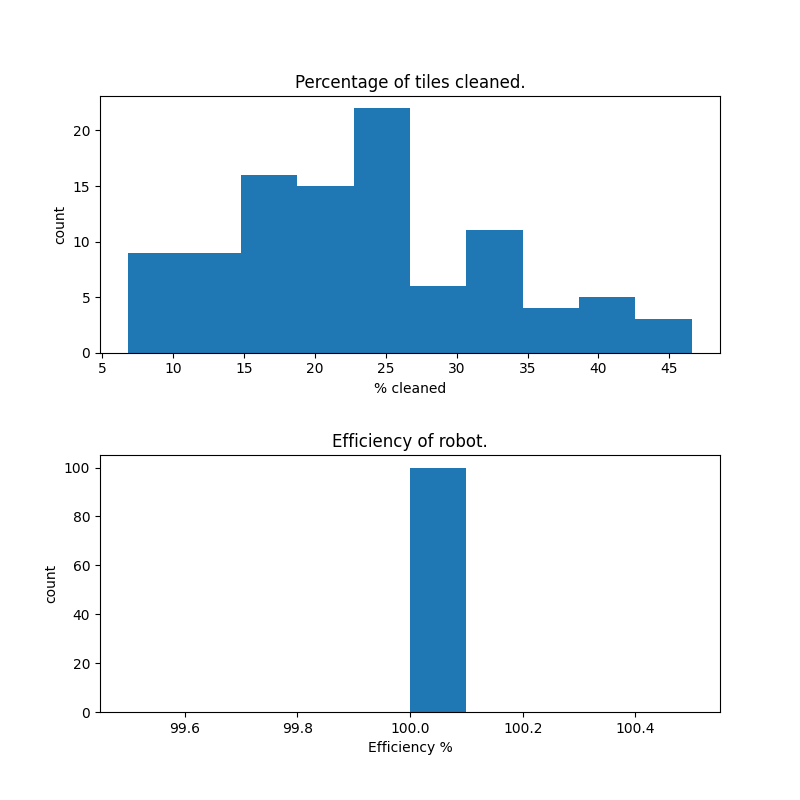 Percentage of tiles cleaned.
20
15
10
5
0
count
5 10 15 20 25 30 35 40 45
% cleaned
Efficiency of robot.
100
80
60
40
20
0
count
99.6 99.8 100.0 100.2 100.4
Efficiency %